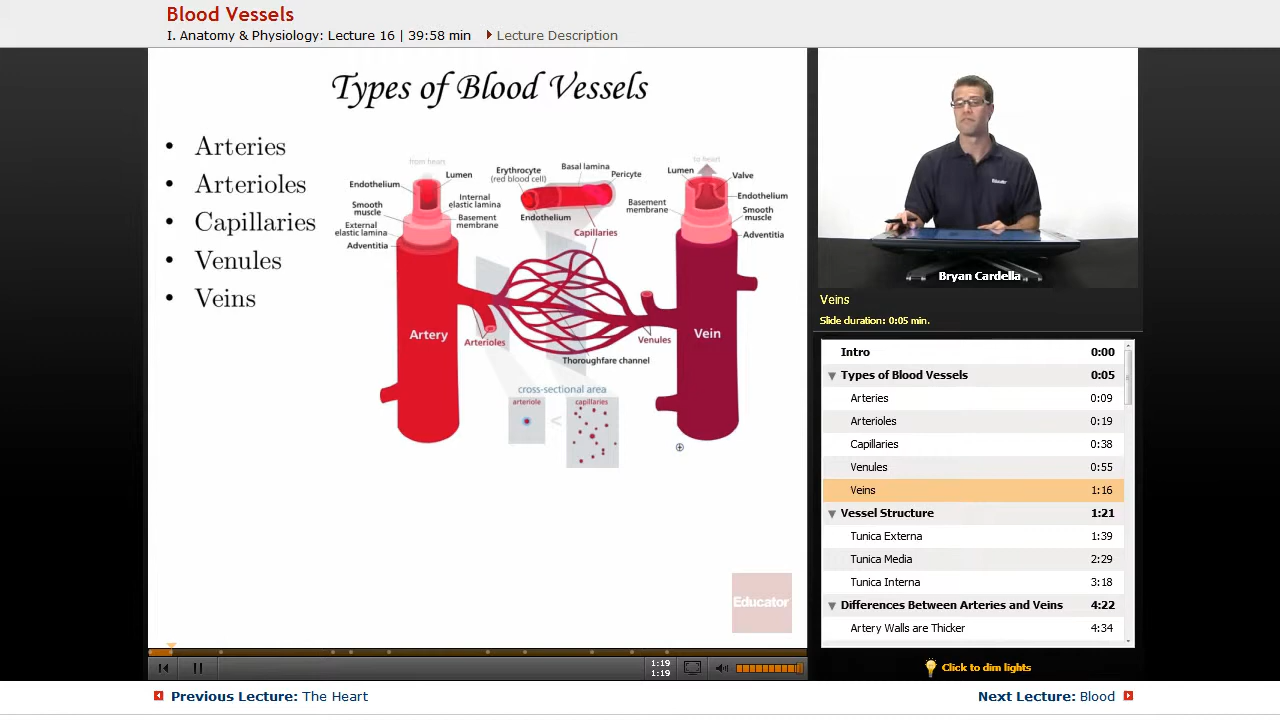 Blood Vessels
I. Anatomy & Physiology: Lecture 16 | 39:58 min
Lecture Description
Types of Blood Vessels
• Arteries
• Arterioles
• Capillaries
• Venules
• Veins
from heart
Endothelium
Lumen
Smooth
muscle
Internal
elastic lamina
External
elastic lamina
Basement
membrane
Adventitia
Erythrocyte
(red blood cell)
Basal lamina
Pericyte
Endothelium
Capillaries
to heart
Lumen
Valve
Endothelium
Basement
membrane
Smooth
muscle
Adventitia
Artery
Arterioles
Venules
Vein
Thoroughfare channel
cross-sectional area
arteriole
<
capillaries
Educator
Educator
Bryan Cardella
Veins
Slide duration: 0:05 min.
Intro 0:00
Types of Blood Vessels 0:05
Arteries 0:09
Arterioles 0:19
Capillaries 0:38
Venules 0:55
Veins 1:16
Vessel Structure 1:21
Tunica Externa 1:39
Tunica Media 2:29
Tunica Interna 3:18
Differences Between Arteries and Veins 4:22
Artery Walls are Thicker 4:34
1:19
1:19
Click to dim lights
Previous Lecture: The Heart
Next Lecture: Blood